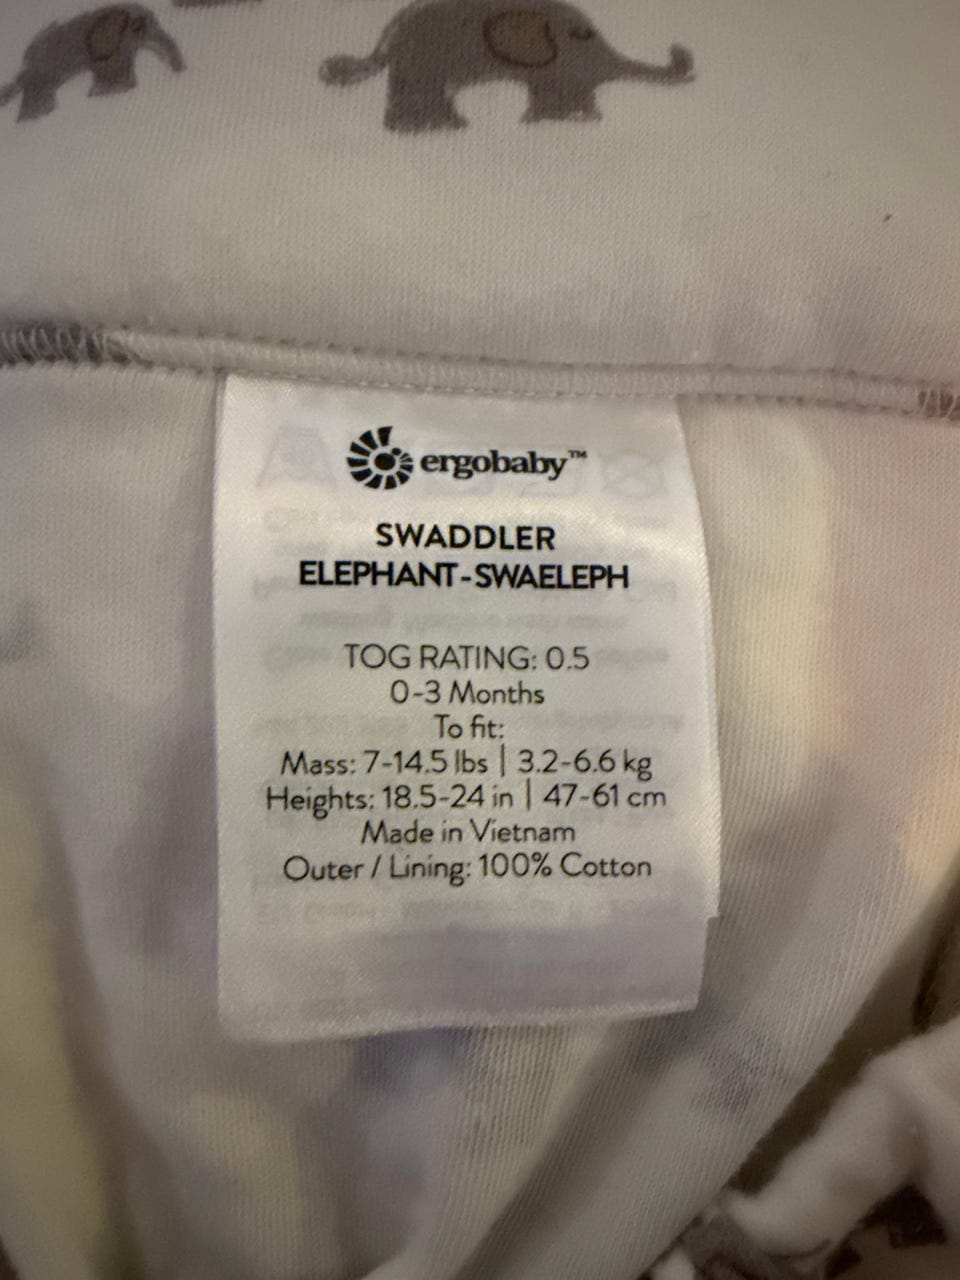 ergobaby™
SWADDLER
ELEPHANT-SWAELEPH
TOG RATING: 0.5
0-3 Months
To fit:
Mass: 7-14.5 lbs | 3.2-6.6 kg
Heights: 18.5-24 in | 47-61 cm
Made in Vietnam
Outer / Lining: 100% Cotton